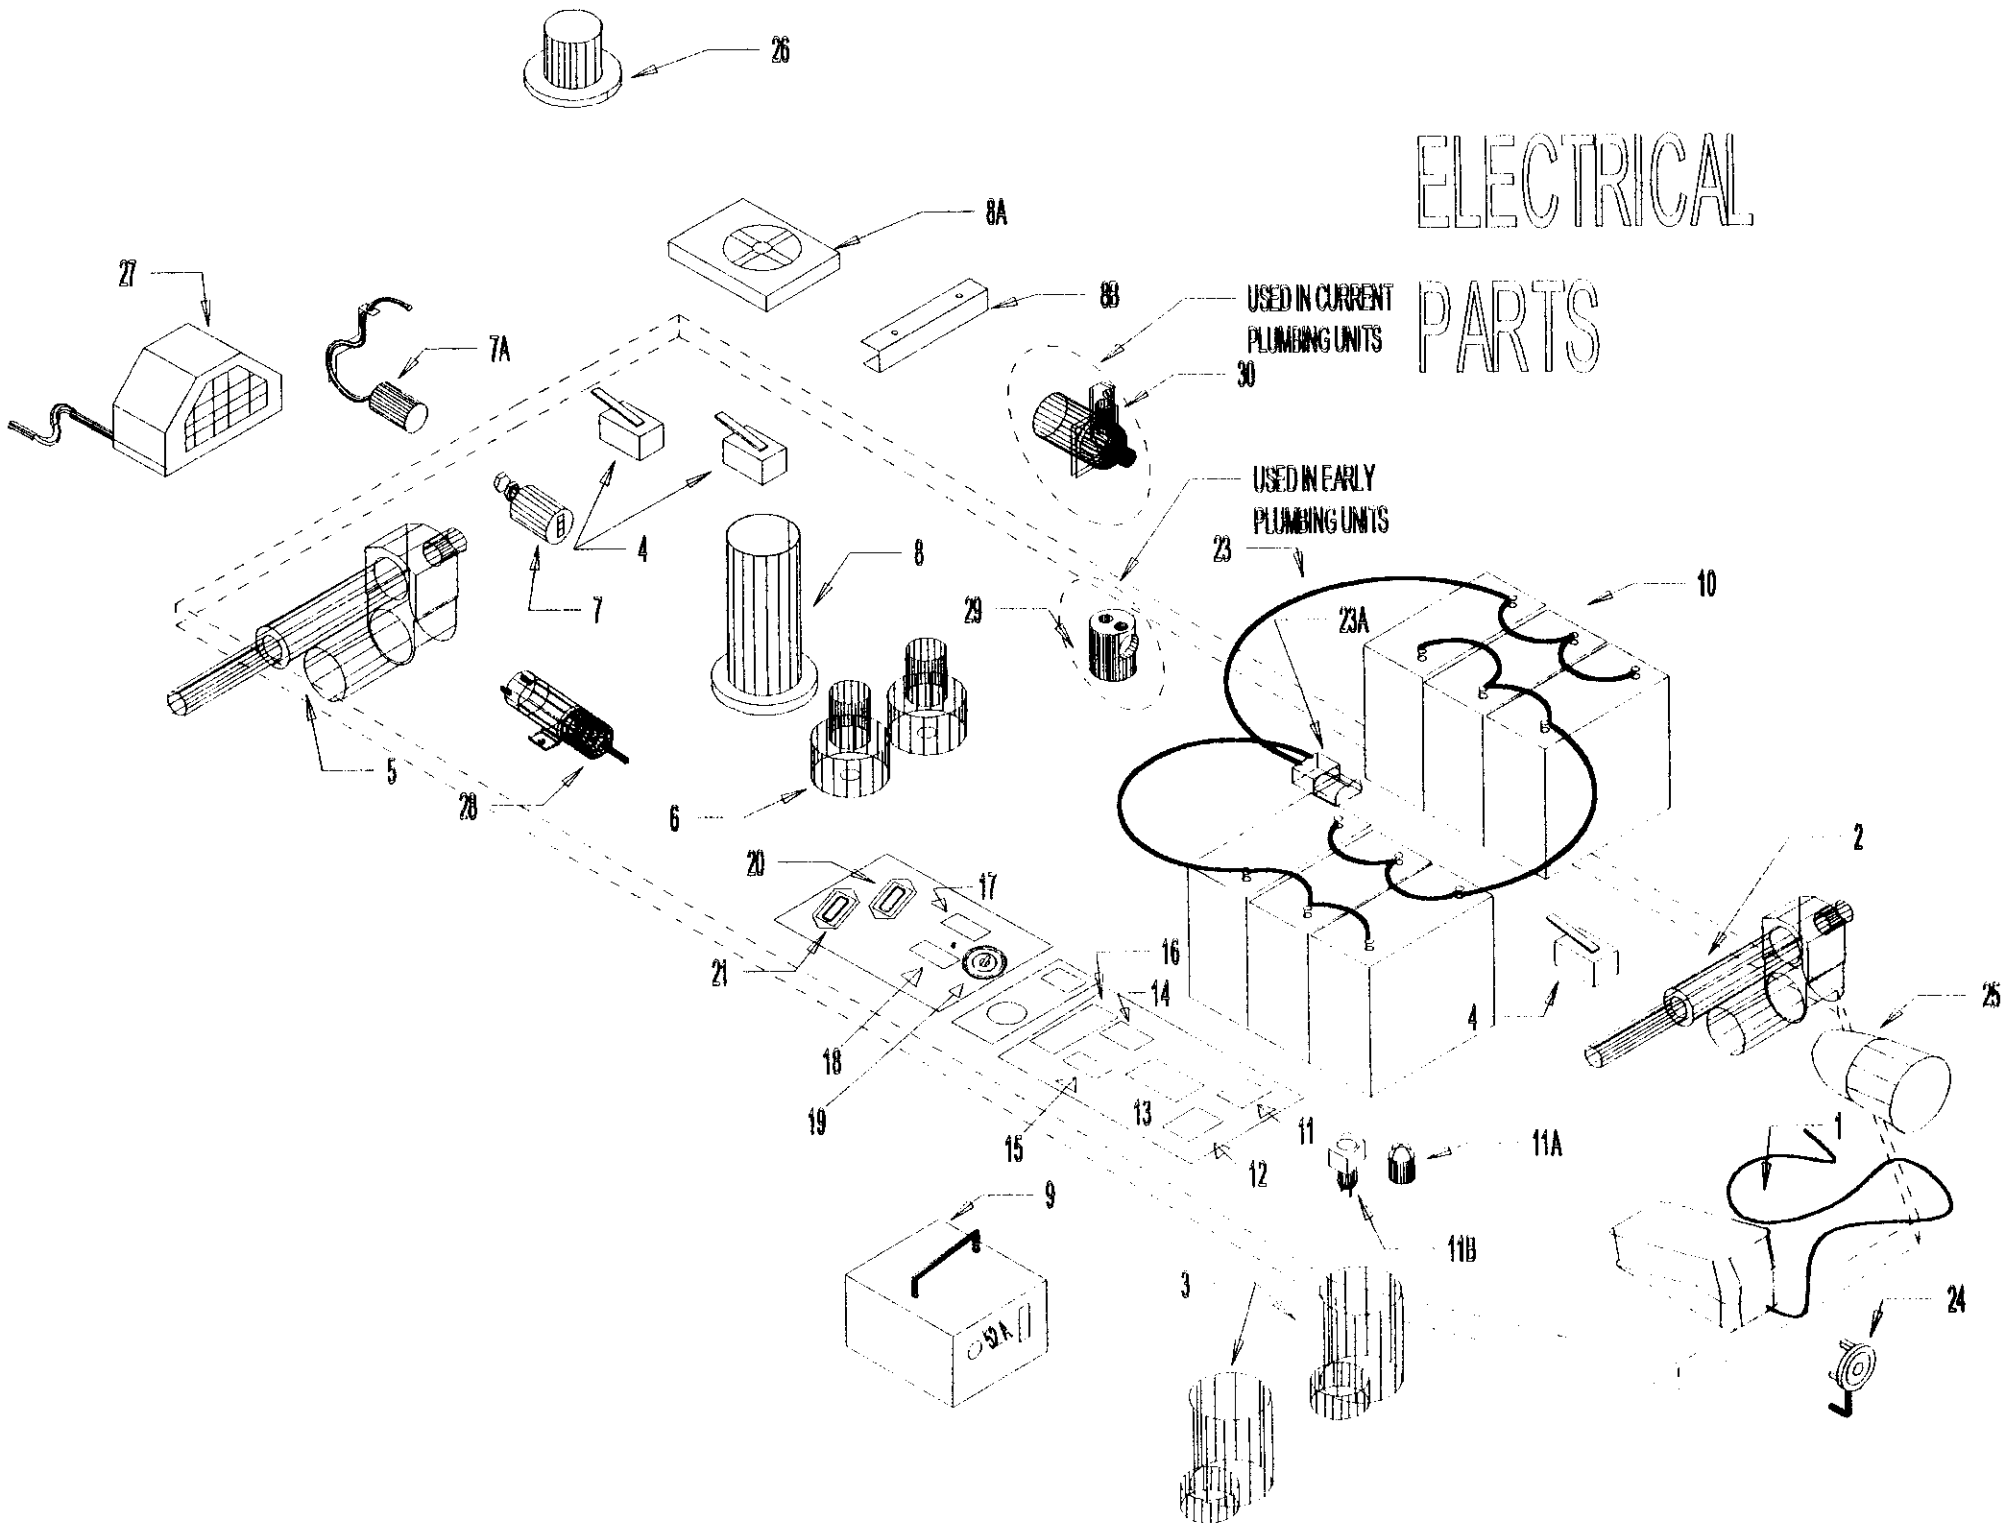 26
ELECTRICAL
PARTS
8A
27
8B
USED IN CURRENT
PLUMBING UNITS
7A
30
USED IN EARLY
PLUMBING UNITS
4
8
23
10
7
29
23A
5
28
6
2
20
17
21
16
14
4
25
18
19
15
13
11
12
11A
1
9
11B
3
52 A
24